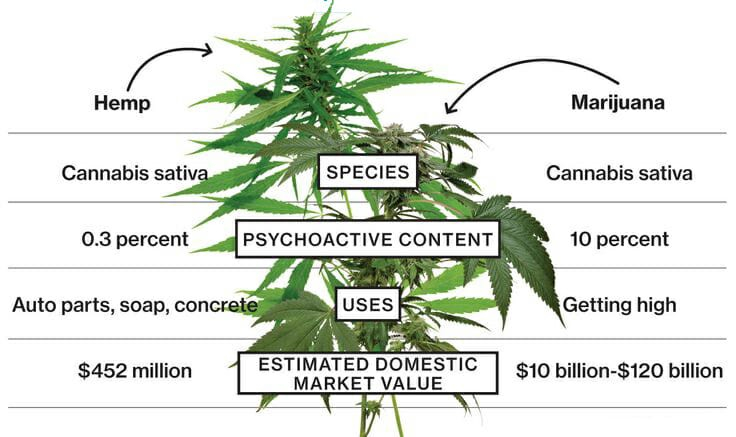 Hemp
Marijuana
Cannabis sativa
SPECIES
Cannabis sativa
0.3 percent
PSYCHOACTIVE CONTENT
10 percent
Auto parts, soap, concrete
USES
Getting high
$452 million
ESTIMATED DOMESTIC
MARKET VALUE
$10 billion-$120 billion